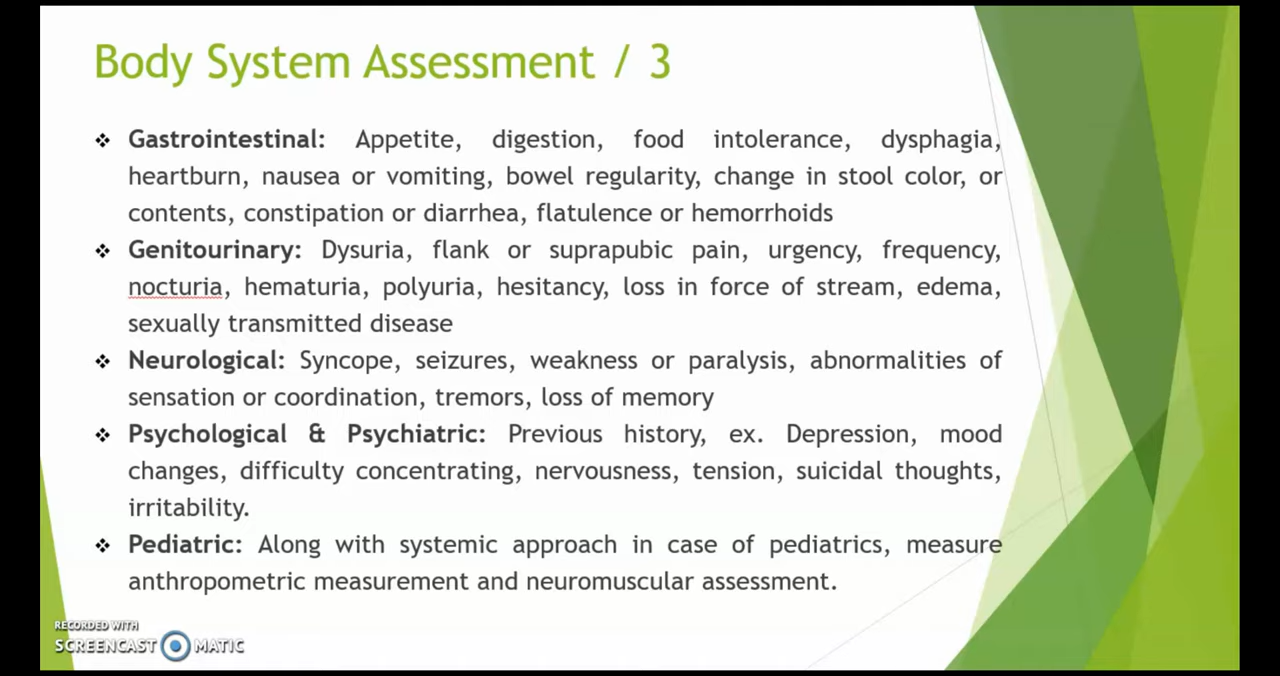 Body System Assessment / 3
❖ Gastrointestinal: Appetite, digestion, food intolerance, dysphagia,
heartburn, nausea or vomiting, bowel regularity, change in stool color, or
contents, constipation or diarrhea, flatulence or hemorrhoids
❖ Genitourinary: Dysuria, flank or suprapubic pain, urgency, frequency,
nocturia, hematuria, polyuria, hesitancy, loss in force of stream, edema,
sexually transmitted disease
❖ Neurological: Syncope, seizures, weakness or paralysis, abnormalities of
sensation or coordination, tremors, loss of memory
❖ Psychological & Psychiatric: Previous history, ex. Depression, mood
changes, difficulty concentrating, nervousness, tension, suicidal thoughts,
irritability.
❖ Pediatric: Along with systemic approach in case of pediatrics, measure
anthropometric measurement and neuromuscular assessment.
RECORDED WITH
SCREENCAST MATIC